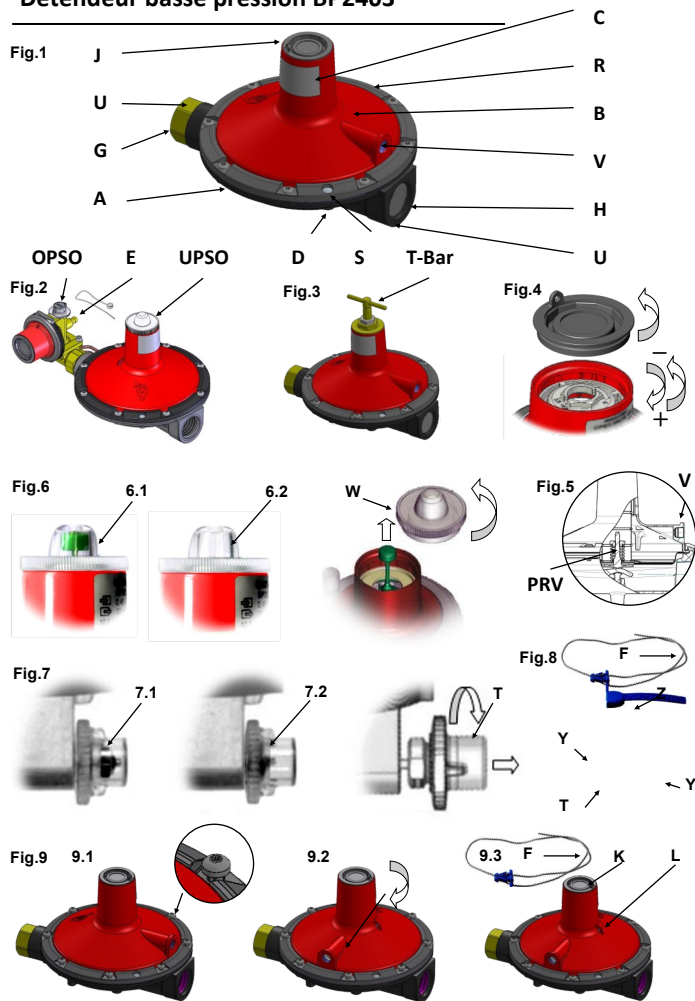 Détendeur basse pression BP2403
Fig.1 J C
R
U B
G V
A H
D S T-Bar U
OPSO E UPSO
Fig.2 Fig.3 Fig.4
−
+
Fig.6 6.1 6.2 W Fig.5 V
PRV
Fig.7 7.1 7.2 T Fig.8 F
Z
Y
Y
T
Fig.9 9.1 9.2 9.3 F K L